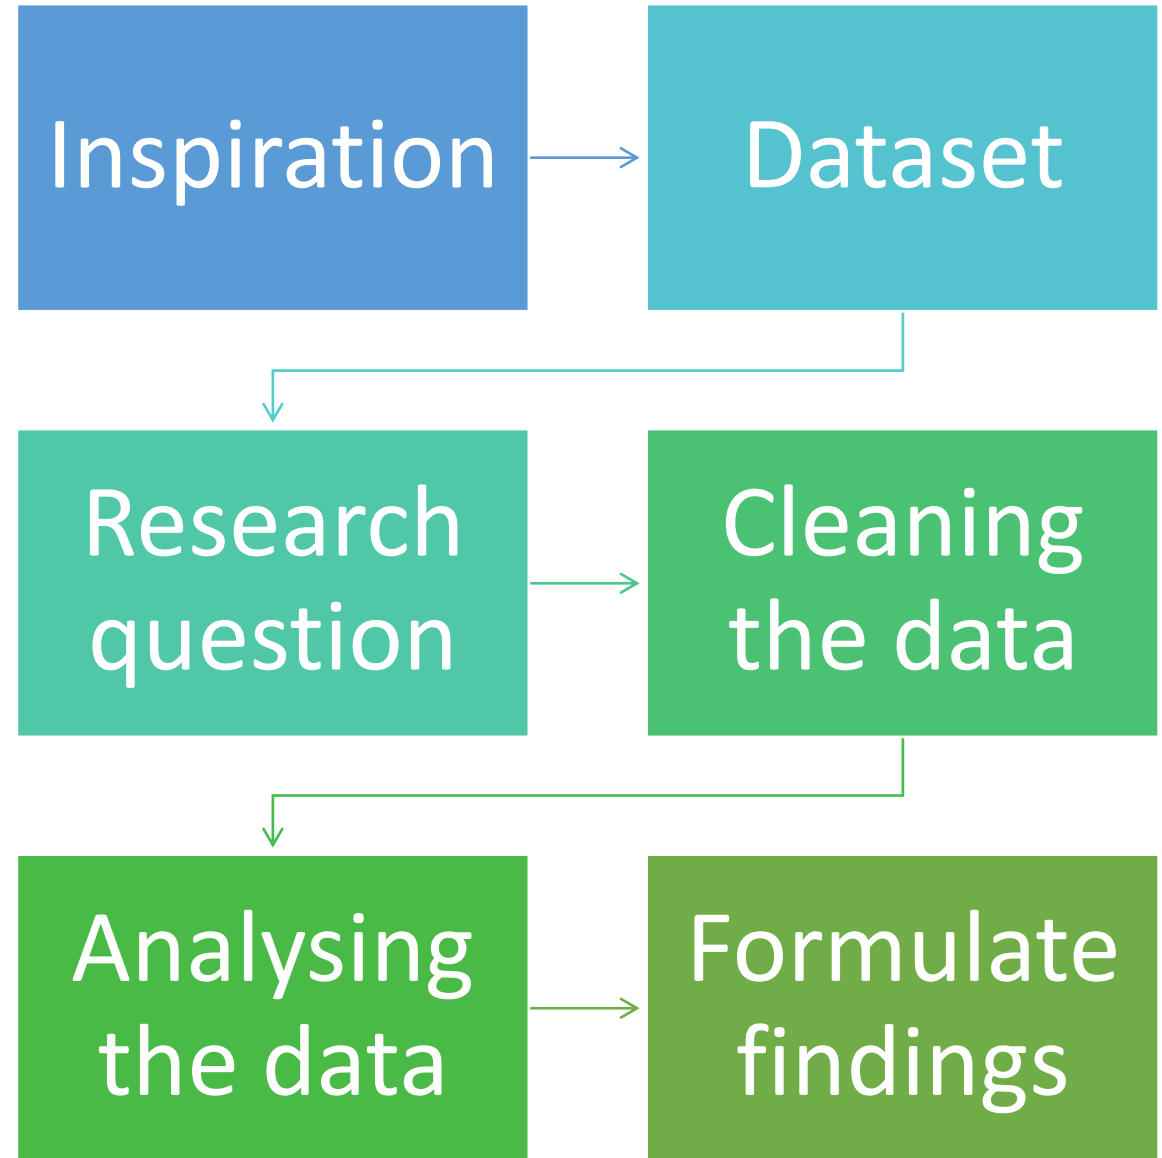 Inspiration
Dataset
Research
question
Cleaning
the data
Analysing
the data
Formulate
findings